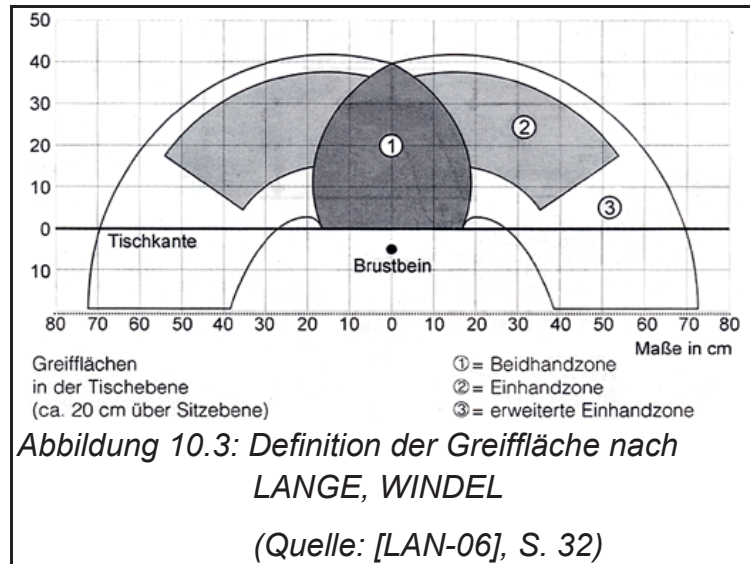 50
40
30
20
10
0
10
①
②
③
Tischkante
Brustbein
80 70 60 50 40 30 20 10 0 10 20 30 40 50 60 70 80
Maße in cm
Greifflächen
in der Tischebene
(ca. 20 cm über Sitzebene)
①= Beidhandzone
②= Einhandzone
③= erweiterte Einhandzone
Abbildung 10.3: Definition der Greiffläche nach
LANGE, WINDEL
(Quelle: [LAN-06], S. 32)